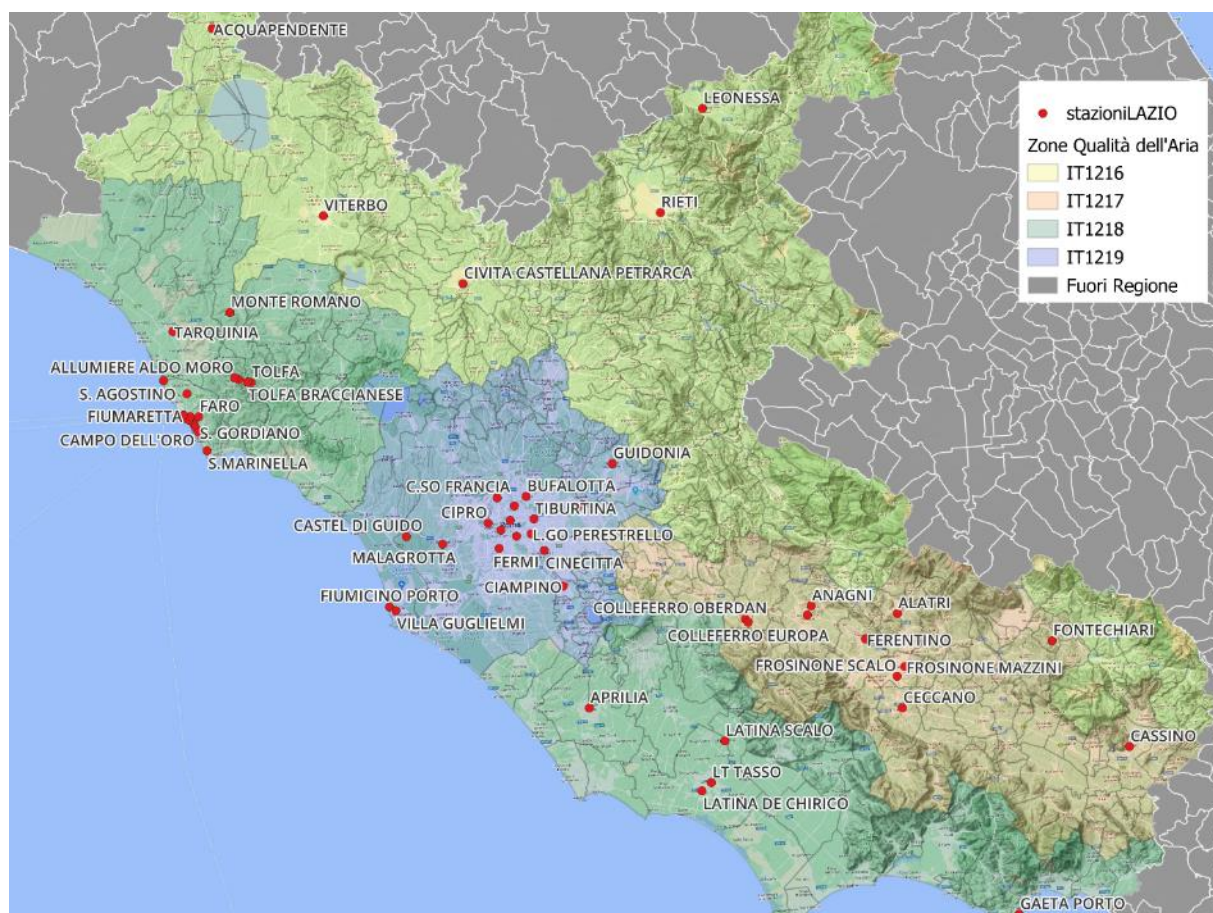 ACQUAPENDENTE
LEONESSA
stazioniLAZIO
Zone Qualità dell'Aria
IT1216
IT1217
IT1218
IT1219
Fuori Regione
VITERBO
RIETI
CIVITA CASTELLANA PETRARCA
MONTE ROMANO
TARQUINIA
ALLUMIERE ALDO MORO
TOLFA
S. AGOSTINO
TOLFA BRACCIANESE
FIUMARETTA
FARO
CAMPO DELL'ORO
S. GORDIANO
S.MARINELLA
GUIDONIA
C.SO FRANCIA
BUFALOTTA
CIPRO
TIBURTINA
CASTEL DI GUIDO
L.GO PERESTRELLO
MALAGROTTA
FERMI
CINECITTA
FIUMICINO PORTO
CIAMPINO
VILLA GUGLIELMI
COLLEFERRO OBERDAN
ANAGNI
ALATRI
COLLEFERRO EUROPA
FERENTINO
FONTECHIARI
FROSINONE SCALO
FROSINONE MAZZINI
APRILIA
CECCANO
LATINA SCALO
CASSINO
LT TASSO
LATINA DE CHIRICO
GAETA PORTO